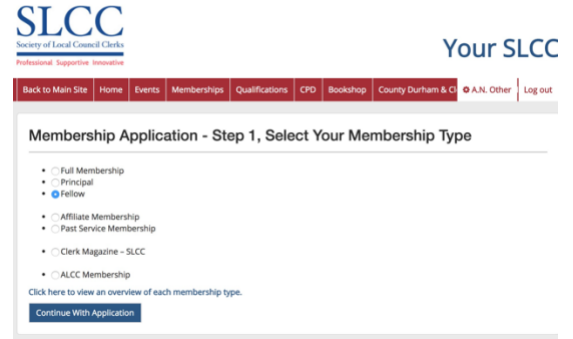 SLCC
Society of Local Council Clerks
Professional Supportive Innovative
Your SLCC
Back to Main Site Home Events Memberships Qualifications CPD Bookshop County Durham & Cl A.N. Other Log out
Membership Application - Step 1, Select Your Membership Type
Full Membership
Principal
Fellow
Affiliate Membership
Past Service Membership
Clerk Magazine – SLCC
ALCC Membership
Click here to view an overview of each membership type.
Continue With Application